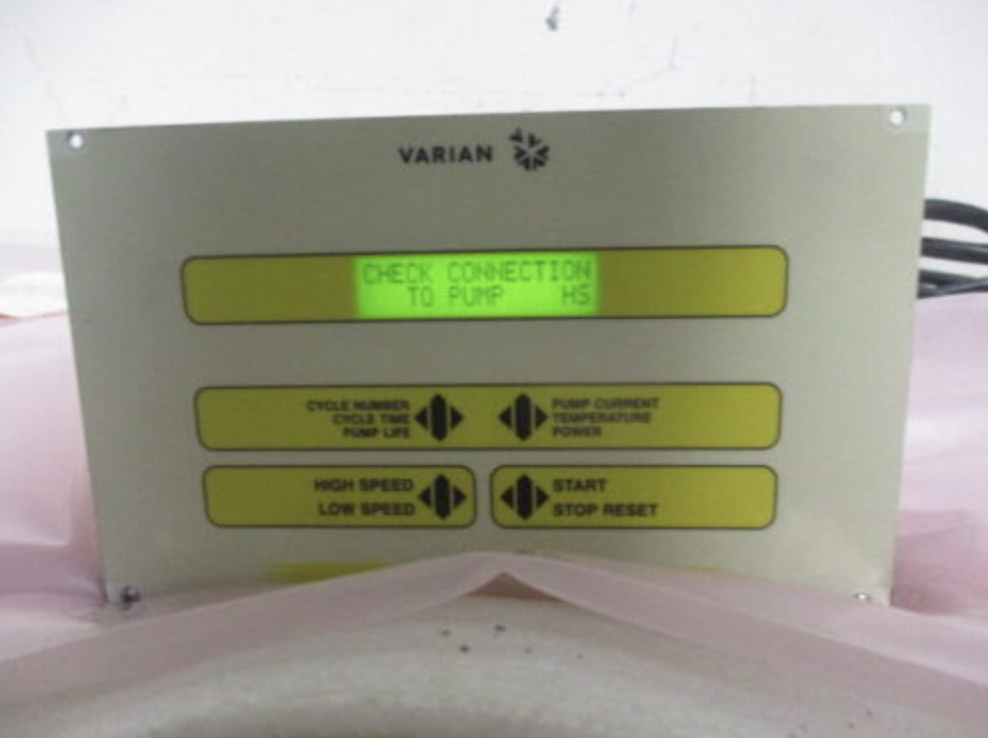 VARIAN
CHECK CONNECTION
TO PUMP HS
CYCLE NUMBER
CYCLE TIME
PUMP LIFE
PUMP CURRENT
TEMPERATURE
POWER
HIGH SPEED
LOW SPEED
START
STOP RESET